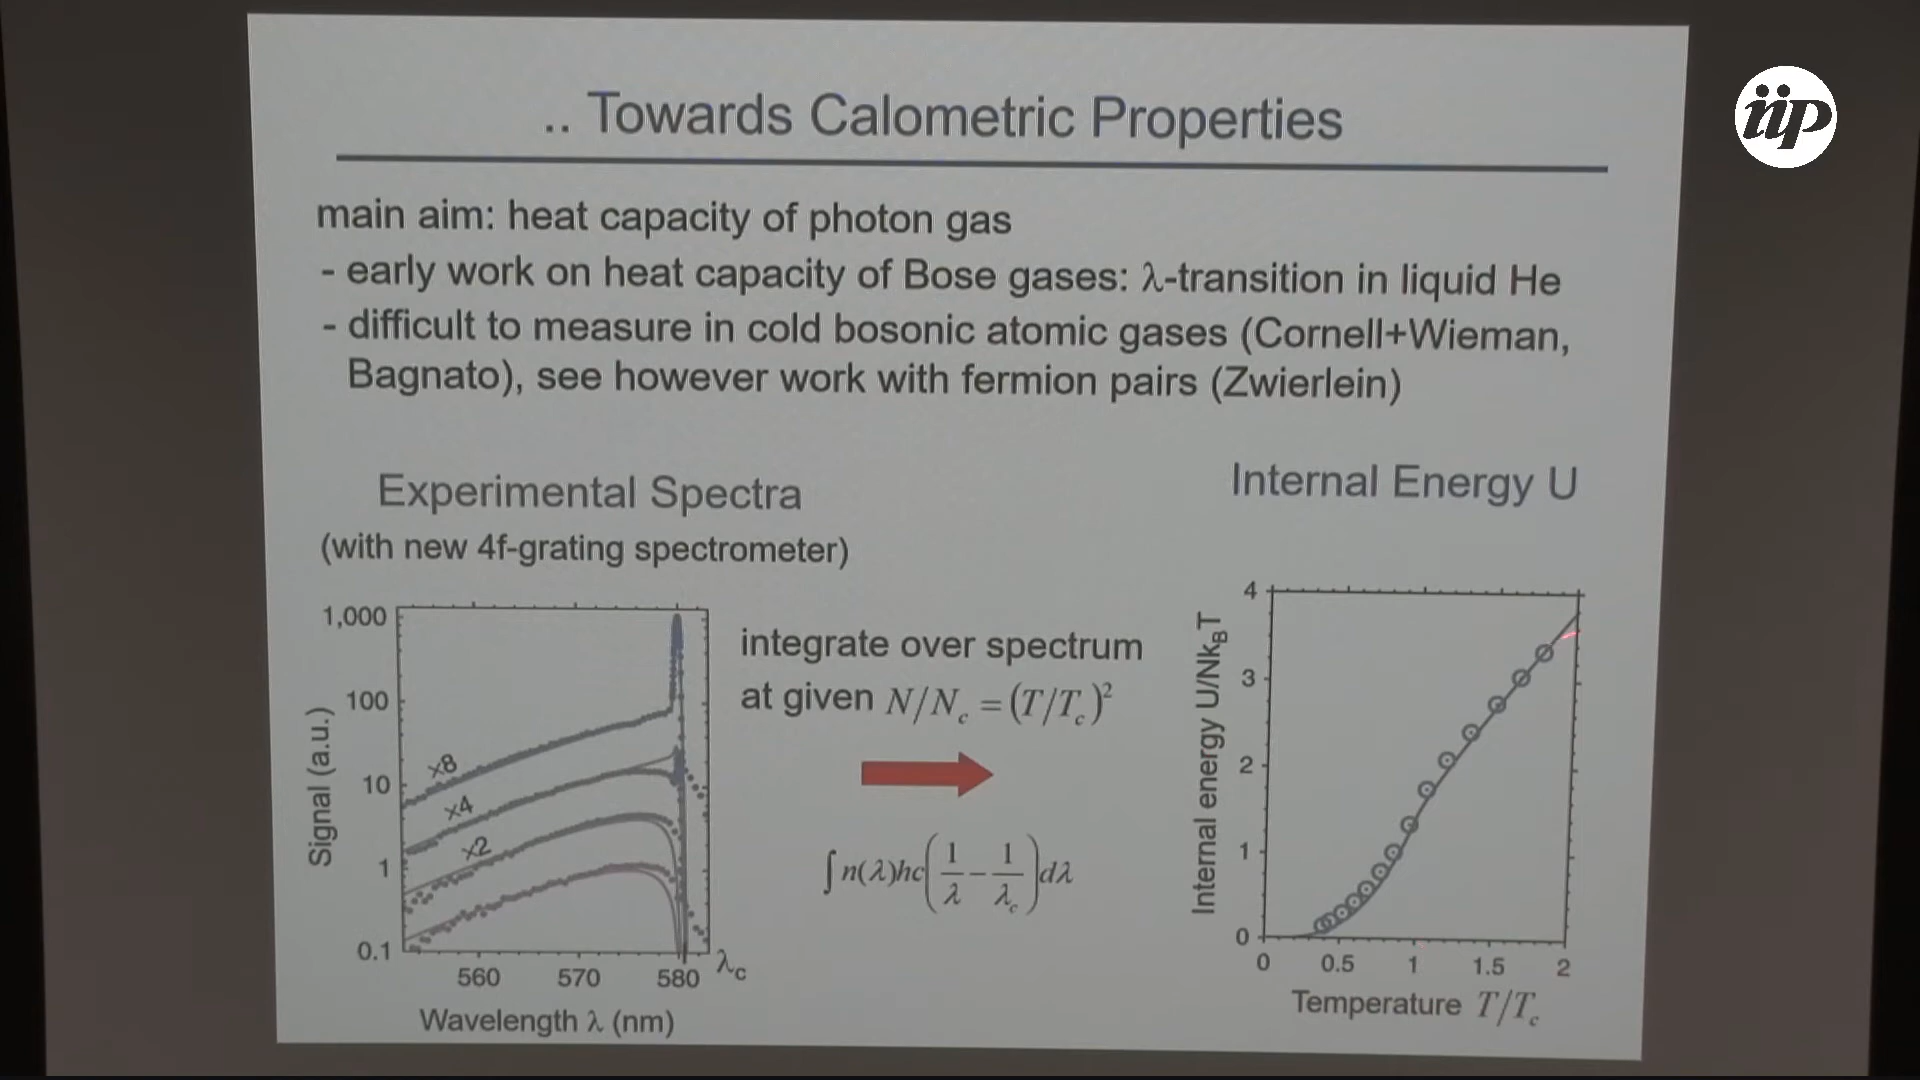 iip
.. Towards Calometric Properties
main aim: heat capacity of photon gas
- early work on heat capacity of Bose gases: λ-transition in liquid He
- difficult to measure in cold bosonic atomic gases (Cornell+Wieman,
Bagnato), see however work with fermion pairs (Zwierlein)
Experimental Spectra
(with new 4f-grating spectrometer)
1,000
100
10
1
0.1
Signal (a.u.)
x8
x4
x2
560 570 580 λc
Wavelength λ (nm)
integrate over spectrum
at given N/Nc = (T/Tc)²
∫ n(λ)hc(1/λ − 1/λc)dλ
Internal Energy U
4
3
2
1
0
Internal energy U/NkBT
0 0.5 1 1.5 2
Temperature T/Tc